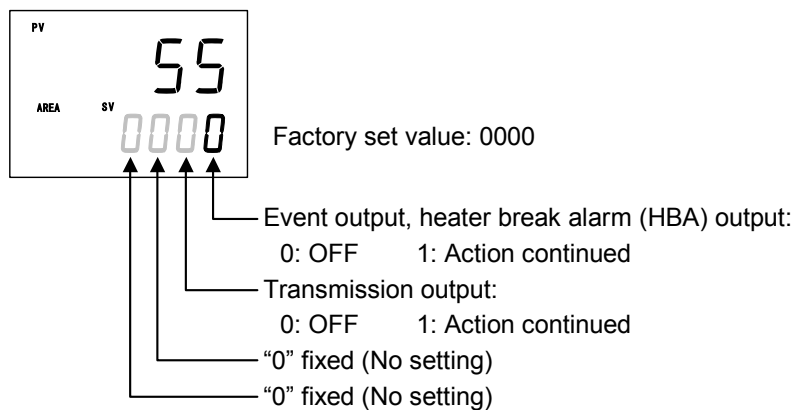 PV
SS
AREA SV
0000
Factory set value: 0000
Event output, heater break alarm (HBA) output:
0: OFF 1: Action continued
Transmission output:
0: OFF 1: Action continued
“0” fixed (No setting)
“0” fixed (No setting)